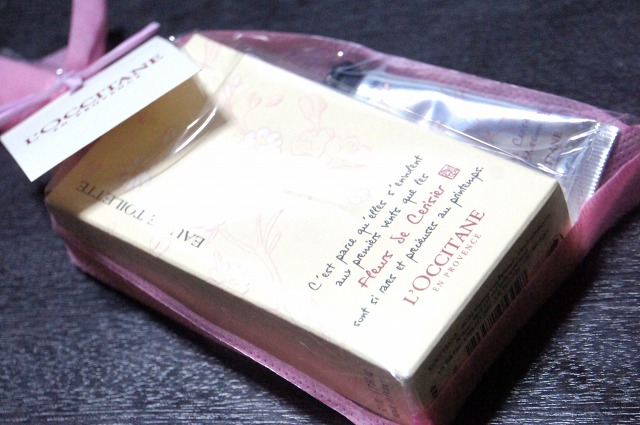 L'OCCITANE
EAU DE TOILETTE
C'est parce qu'elles s'envolent
aux premiers vents que les
Fleurs de Cerisier
sont si rares et précieuses au printemps.
L'OCCITANE
EN PROVENCE